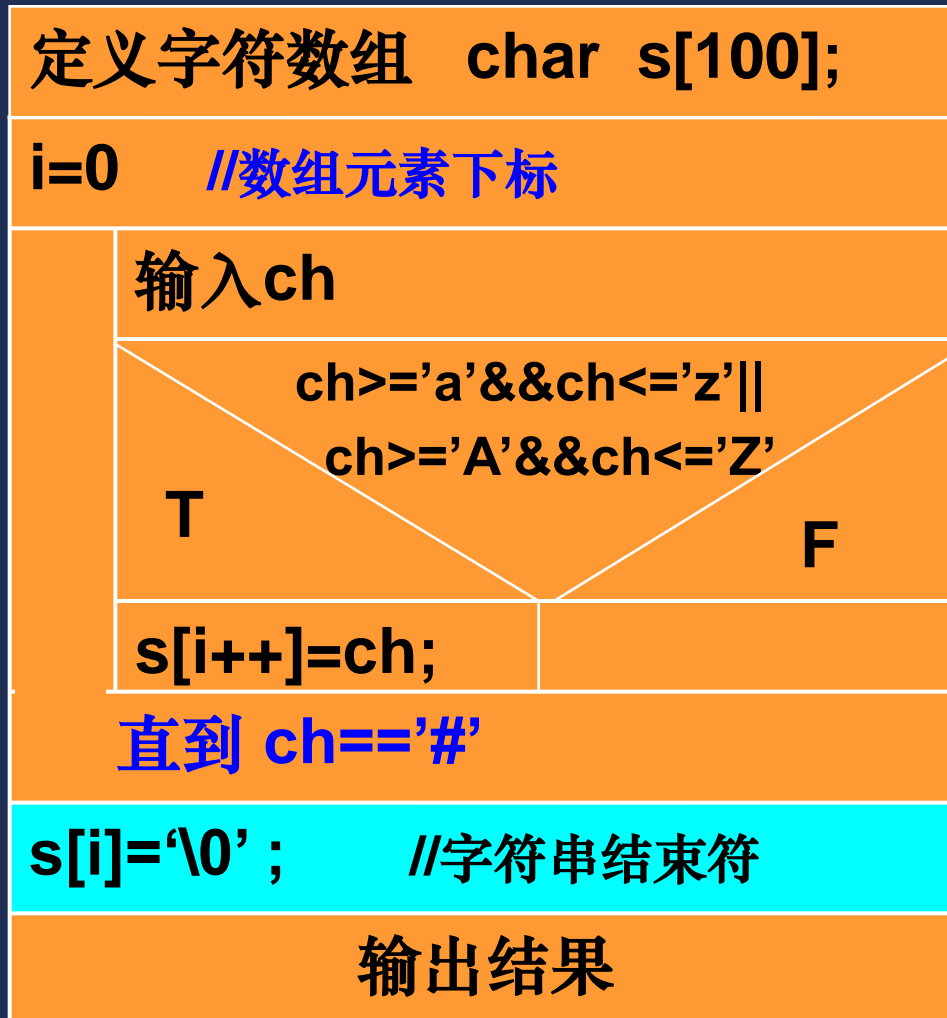 定义字符数组 char s[100];
i=0 //数组元素下标
输入ch
ch>=’a’&&ch<=’z’||
ch>=’A’&&ch<=’Z’
T
F
s[i++]=ch;
直到 ch==’#’
s[i]=‘\0’ ; //字符串结束符
输出结果